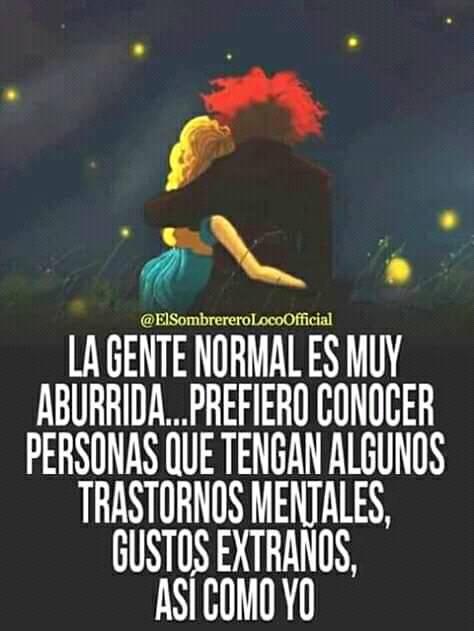 @ElSombrereroLocoOfficial
LA GENTE NORMAL ES MUY
ABURRIDA...PREFIERO CONOCER
PERSONAS QUE TENGAN ALGUNOS
TRASTORNOS MENTALES,
GUSTOS EXTRAÑOS,
ASÍ COMO YO